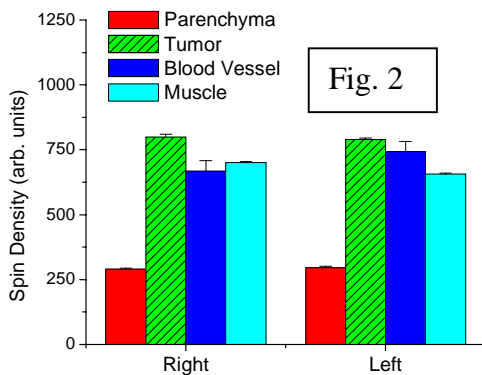 Parenchyma
Tumor
Blood Vessel
Muscle
Fig. 2
Spin Density (arb. units)
1250
1000
750
500
250
0
Right Left